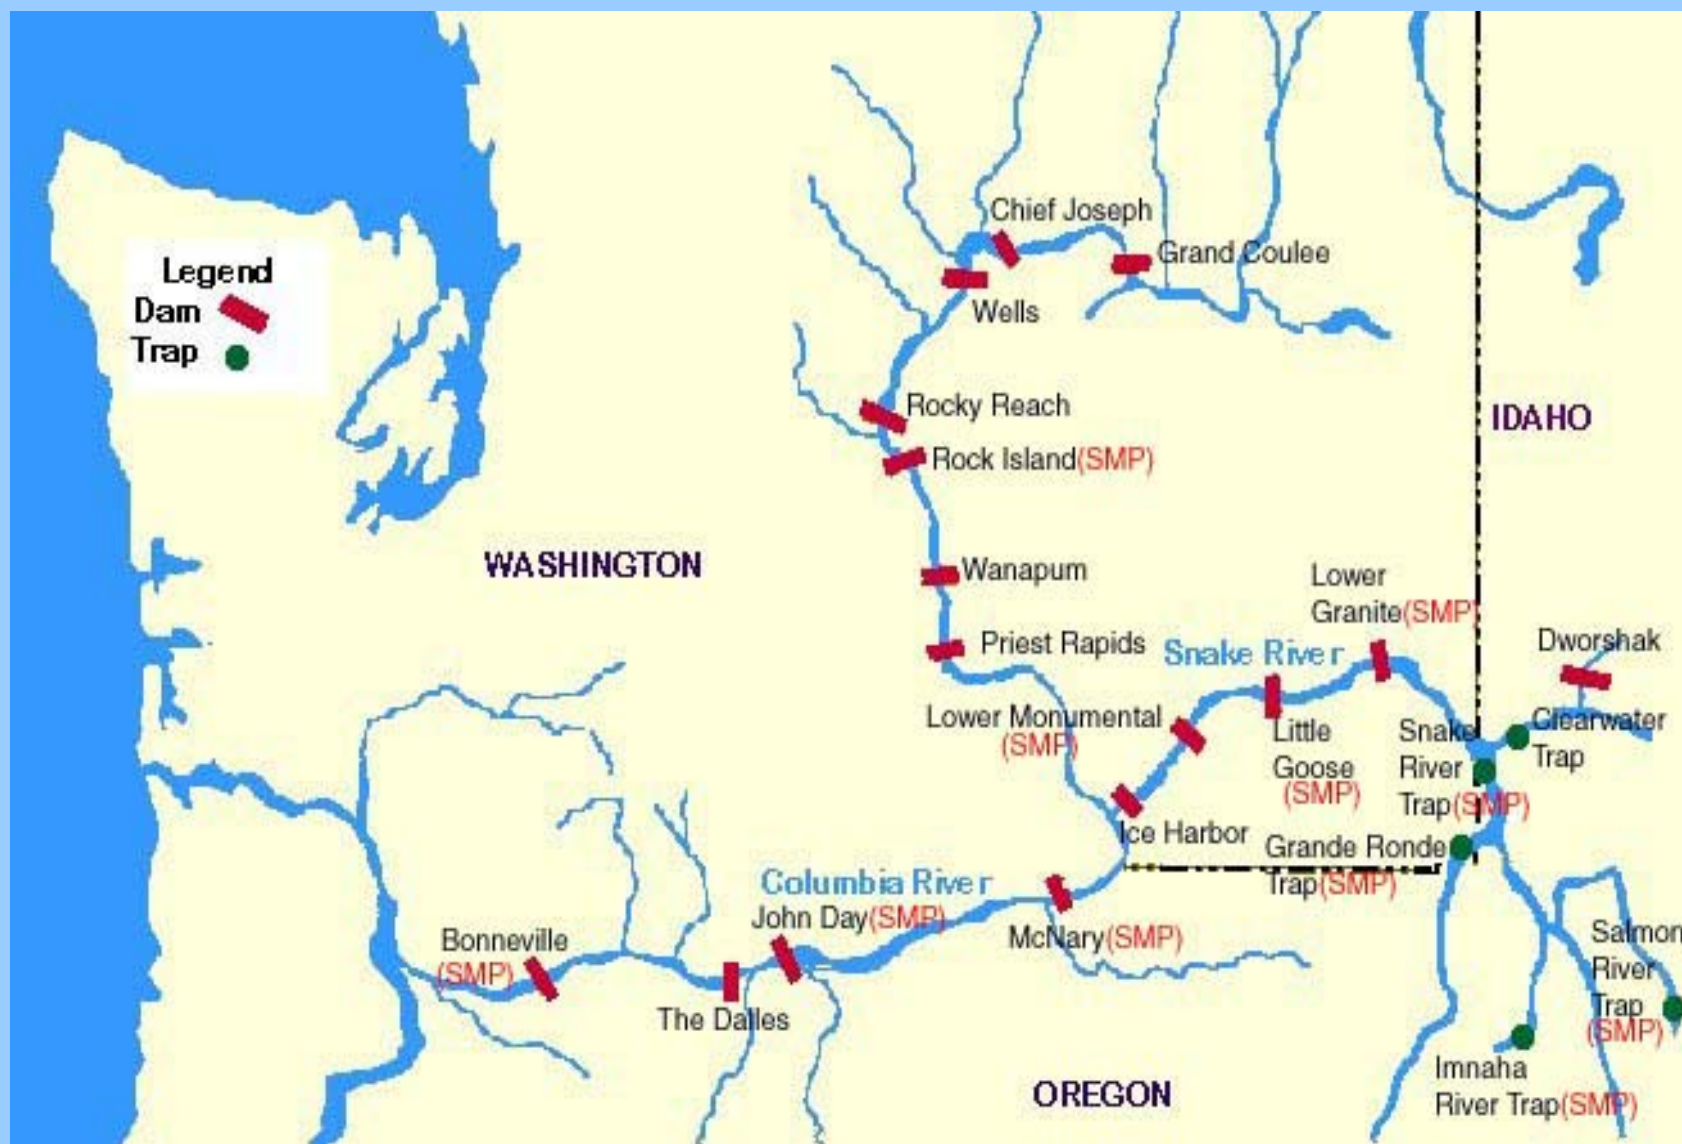 Chief Joseph
Grand Coulee
Legend
Dam
Trap
Wells
Rocky Reach
IDAHO
Rock Island(SMP)
WASHINGTON
Wanapum
Lower
Granite(SMP)
Priest Rapids
Snake River
Dworshak
Lower Monumental
(SMP)
Little
Goose
(SMP)
Snake
River
Trap(SMP)
Clearwater
Trap
Ice Harbor
Grande Ronde
Trap(SMP)
Columbia River
John Day(SMP)
McNary(SMP)
Bonneville
(SMP)
The Dalles
Salmon
River
Trap
(SMP)
Imnaha
River Trap(SMP)
OREGON